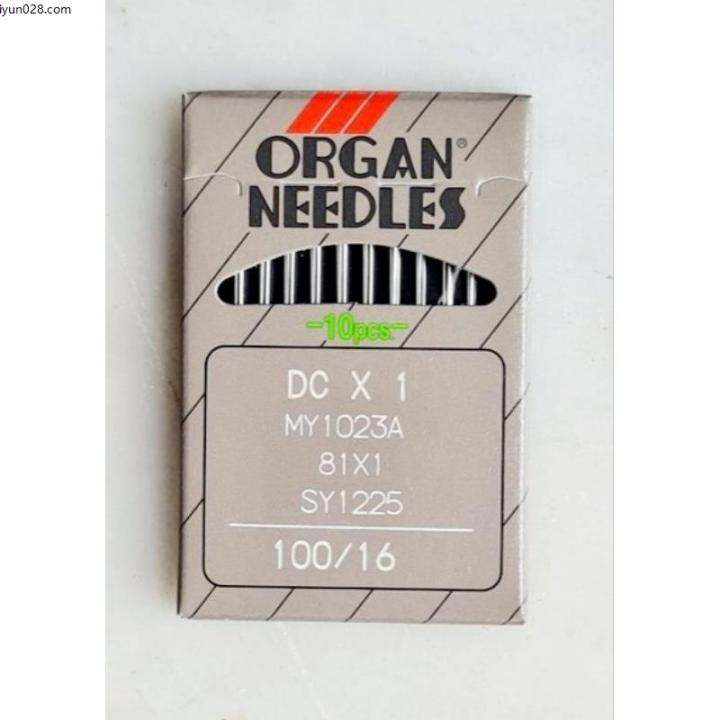 iyun028.com
ORGAN®
NEEDLES
-10pcs.-
DC X 1
MY1023A
81X1
SY1225
100/16